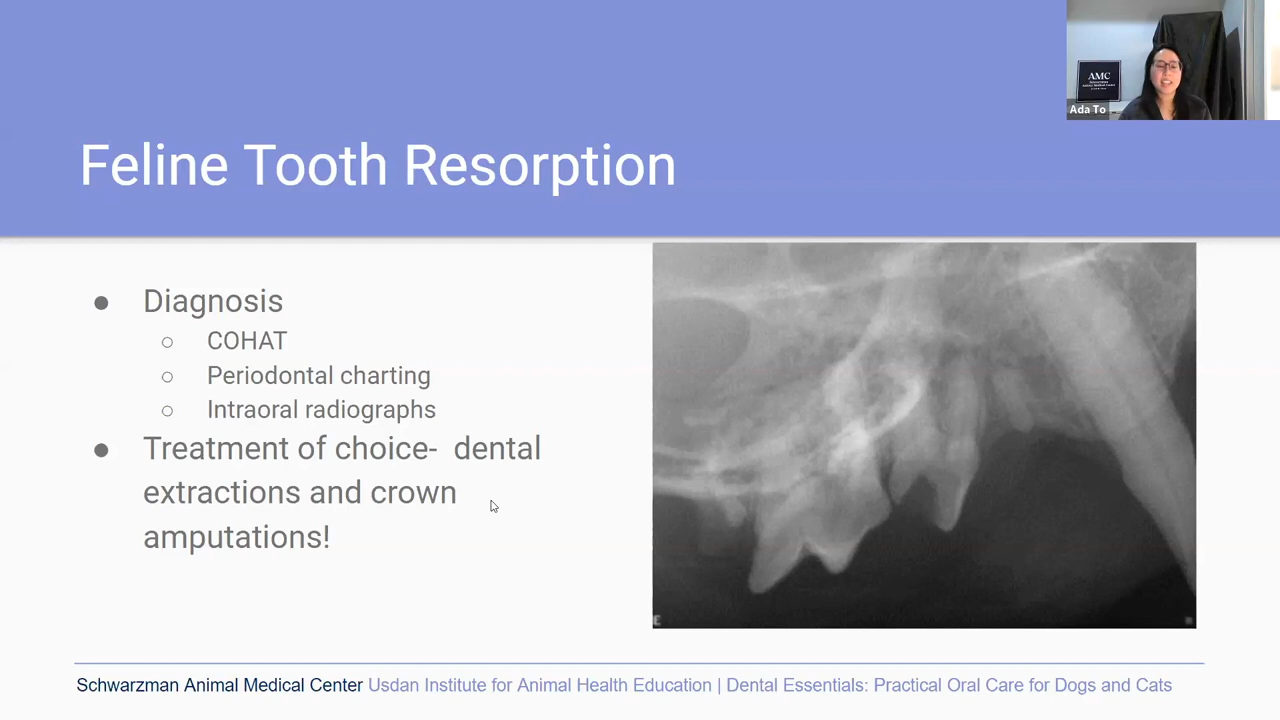 AMC
Ada To
Feline Tooth Resorption
● Diagnosis
○ COHAT
○ Periodontal charting
○ Intraoral radiographs
● Treatment of choice-  dental
extractions and crown
amputations!
Schwarzman Animal Medical Center Usdan Institute for Animal Health Education | Dental Essentials: Practical Oral Care for Dogs and Cats